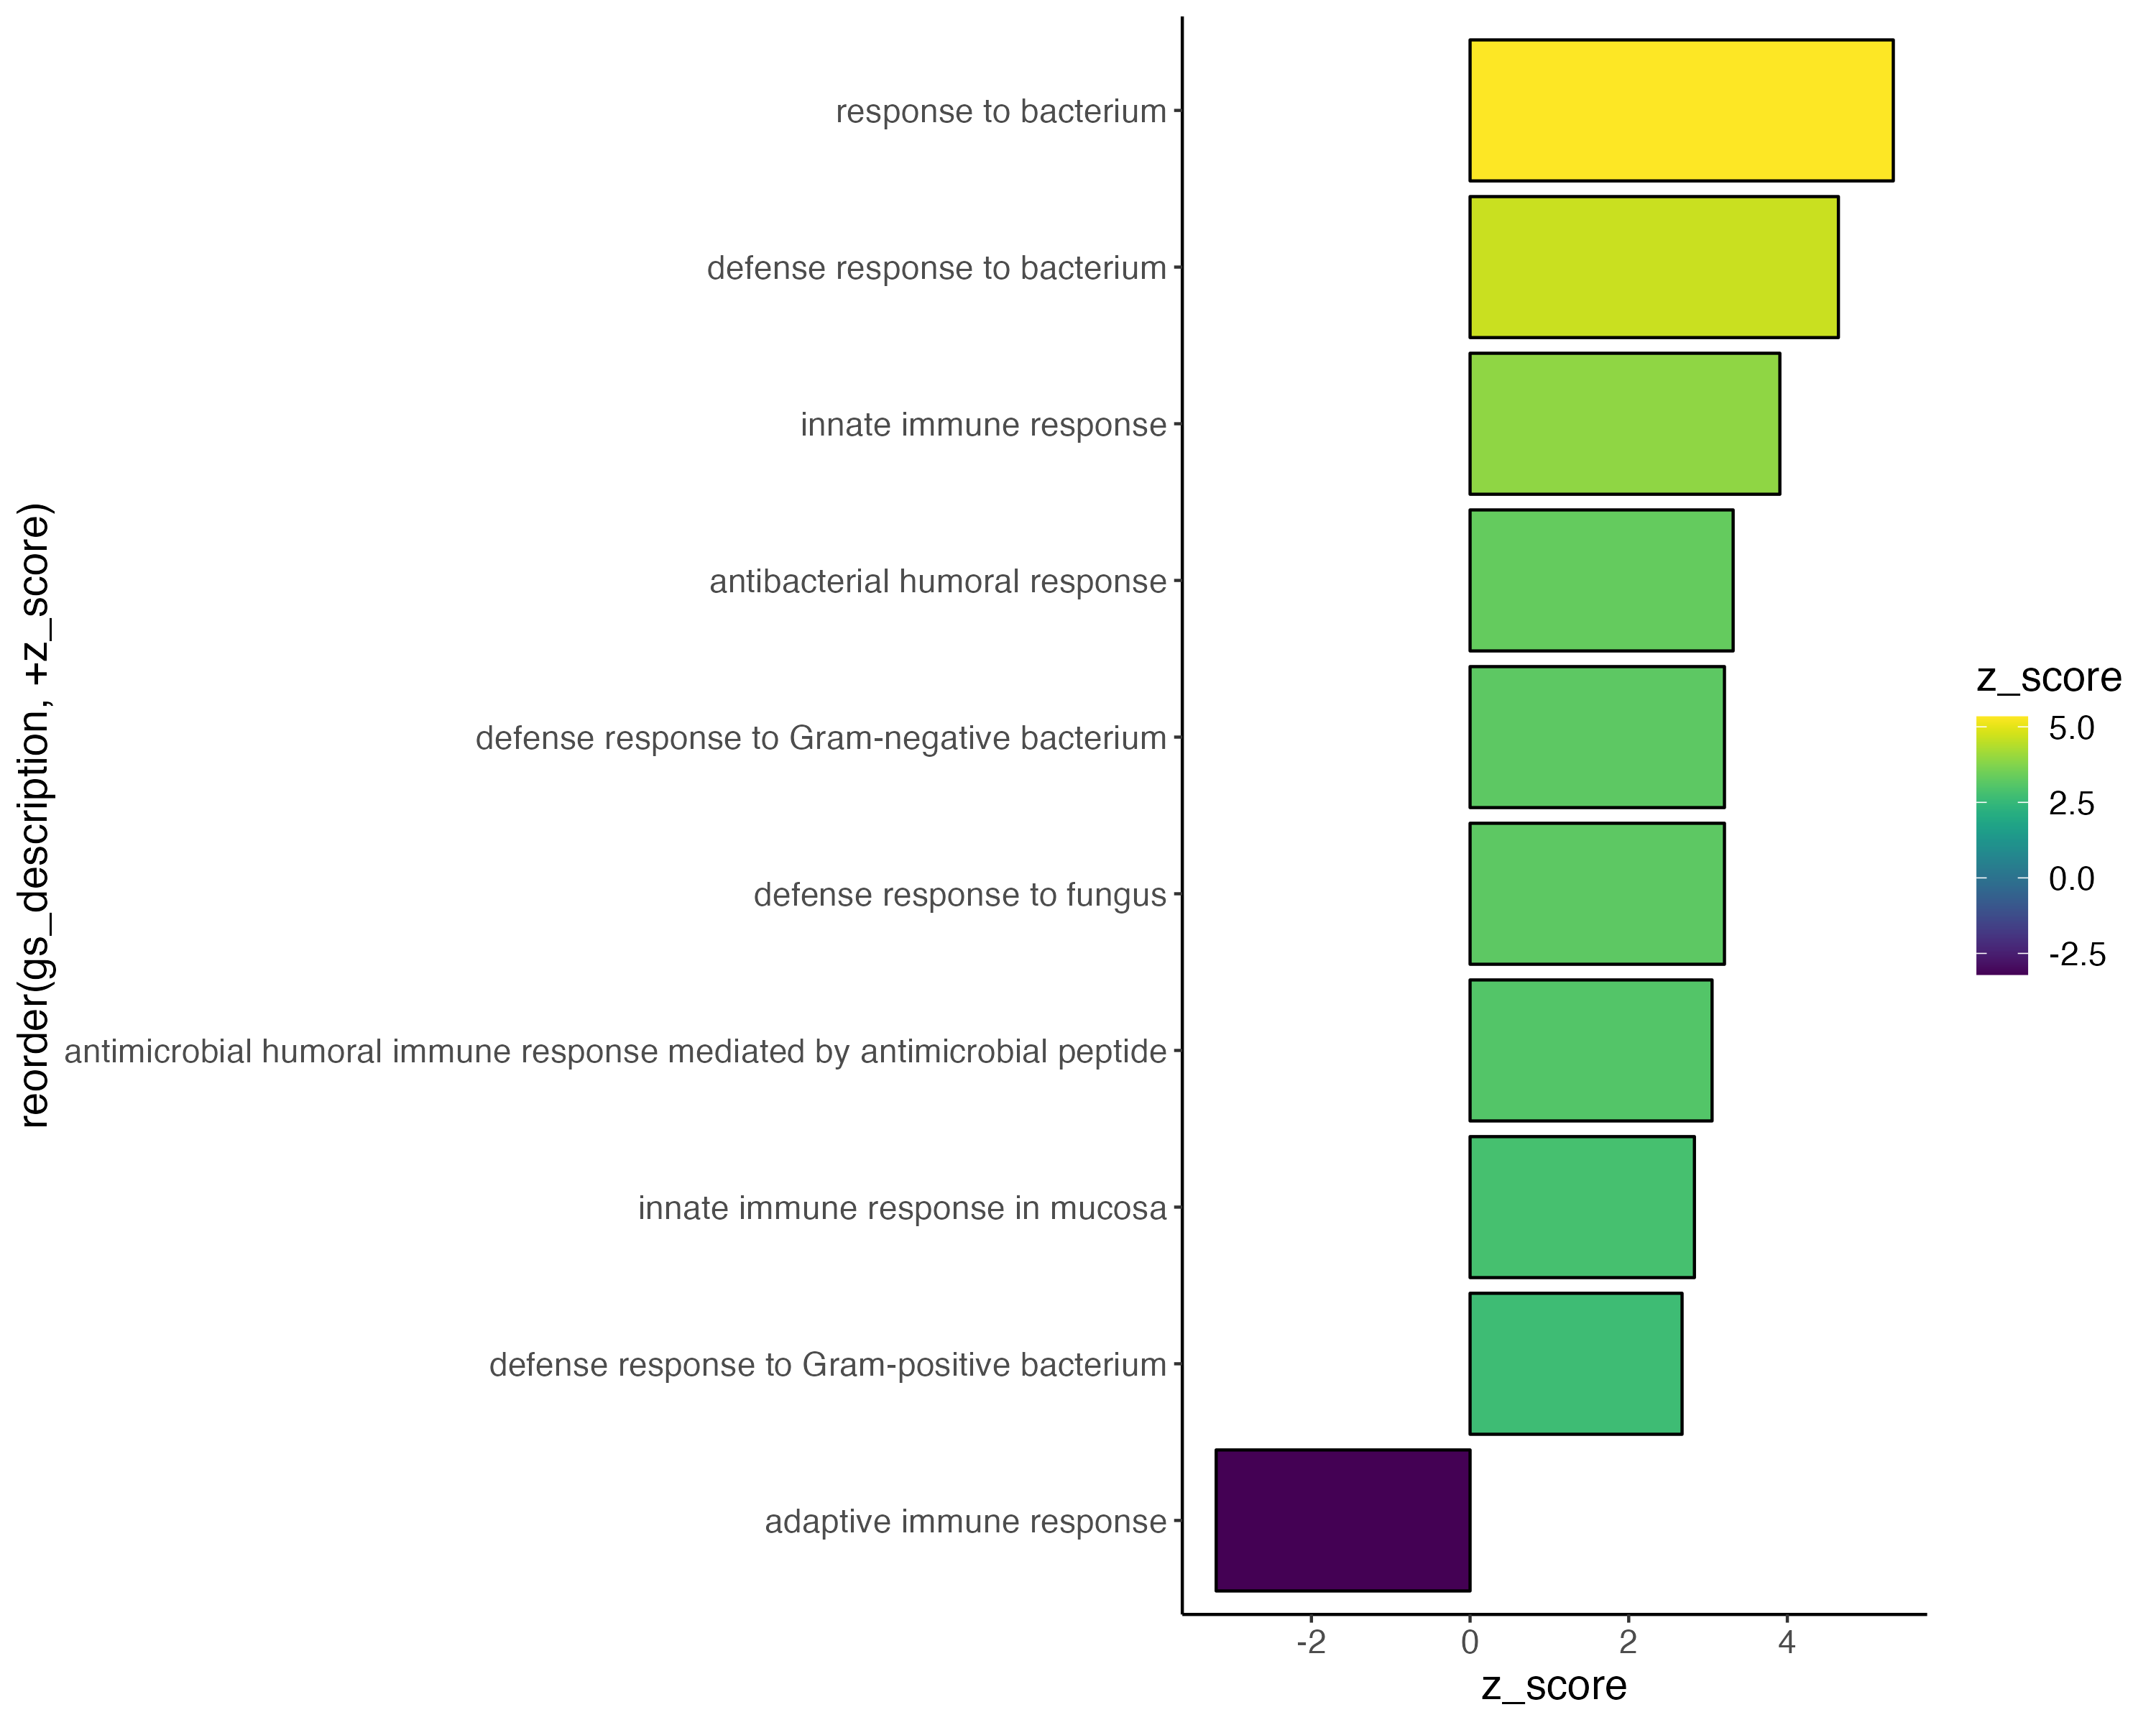 reorder(gs_description, +z_score)
response to bacterium
defense response to bacterium
innate immune response
antibacterial humoral response
defense response to Gram-negative bacterium
defense response to fungus
antimicrobial humoral immune response mediated by antimicrobial peptide
innate immune response in mucosa
defense response to Gram-positive bacterium
adaptive immune response
-2 0 2 4
z_score
z_score
5.0
2.5
0.0
-2.5